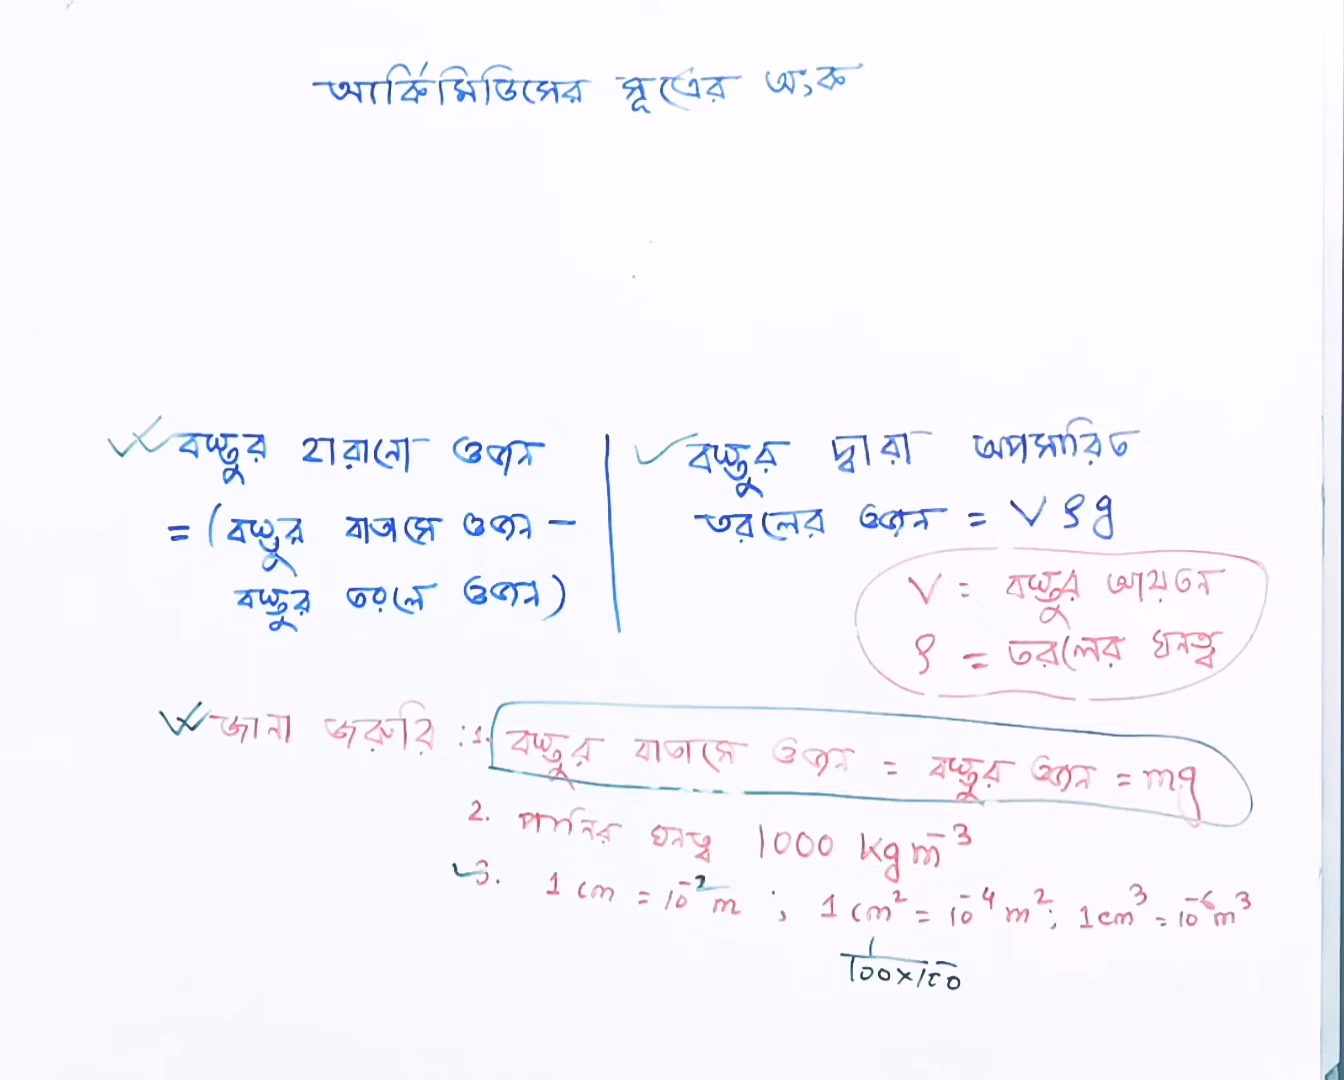 আর্কিমিডিসের সূত্রের অংক
বস্তুর হারানো ওজন
= (বস্তুর বাতাসে ওজন –
বস্তুর তরলে ওজন)
বস্তুর দ্বারা অপসারিত
তরলের ওজন = Vρg
V = বস্তুর আয়তন
ρ = তরলের ঘনত্ব
জানা জরুরি : 1. বস্তুর বাতাসে ওজন = বস্তুর ওজন = mg
2. পানির ঘনত্ব 1000 kgm⁻³
3. 1 cm = 10⁻² m ; 1 cm² = 10⁻⁴ m² ; 1 cm³ = 10⁻⁶ m³
1/100×100